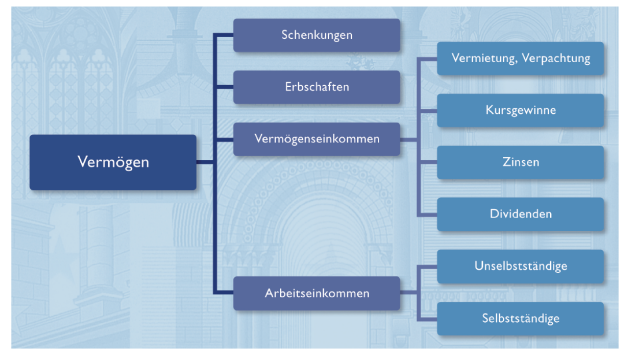 Vermögen
Schenkungen
Erbschaften
Vermögenseinkommen
Vermietung, Verpachtung
Kursgewinne
Zinsen
Dividenden
Arbeitseinkommen
Unselbstständige
Selbstständige